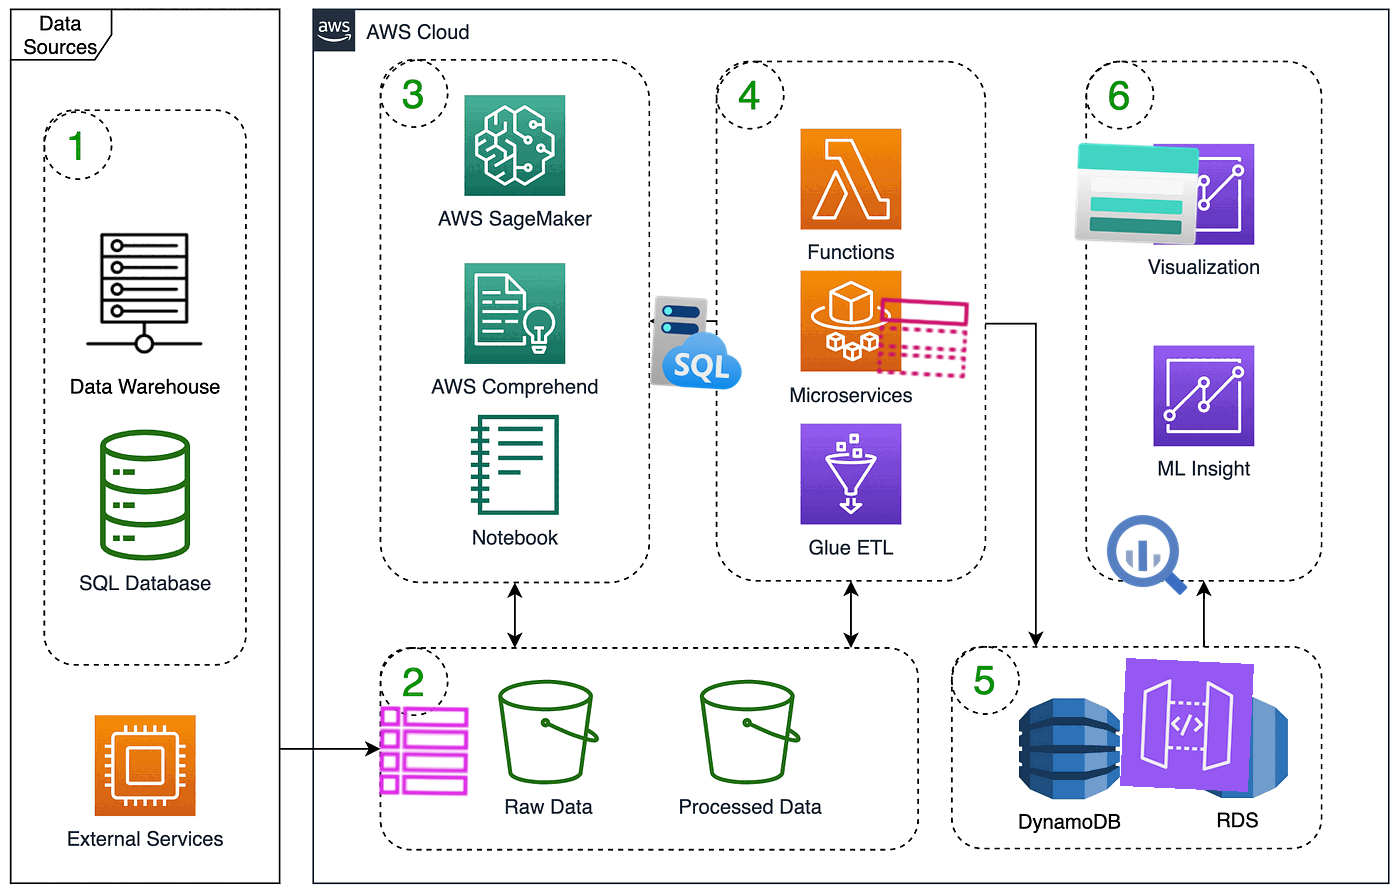 Data
Sources
aws
AWS Cloud
1
Data Warehouse
SQL Database
External Services
3
AWS SageMaker
AWS Comprehend
Notebook
SQL
4
Functions
Microservices
Glue ETL
6
Visualization
ML Insight
2
Raw Data
Processed Data
5
</>
DynamoDB
RDS